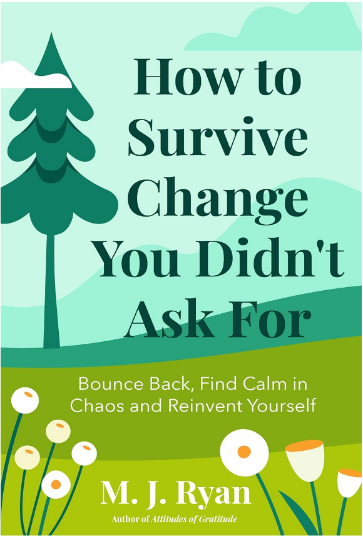 How to
Survive
Change
You Didn't
Ask For
Bounce Back, Find Calm in
Chaos and Reinvent Yourself
M. J. Ryan
Author of Attitudes of Gratitude